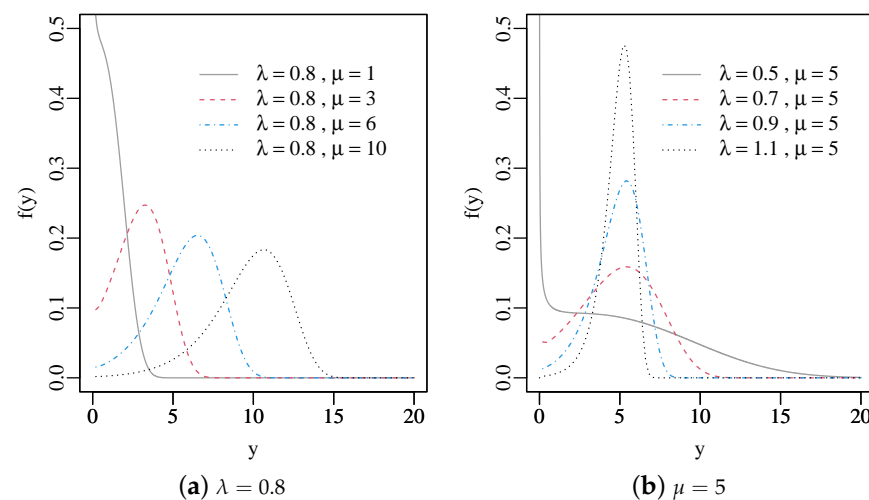 f(y)
0.0 0.1 0.2 0.3 0.4 0.5
λ = 0.8 , μ = 1
λ = 0.8 , μ = 3
λ = 0.8 , μ = 6
λ = 0.8 , μ = 10
0 5 10 15 20
y
(a) λ = 0.8
f(y)
0.0 0.1 0.2 0.3 0.4 0.5
λ = 0.5 , μ = 5
λ = 0.7 , μ = 5
λ = 0.9 , μ = 5
λ = 1.1 , μ = 5
0 5 10 15 20
y
(b) μ = 5